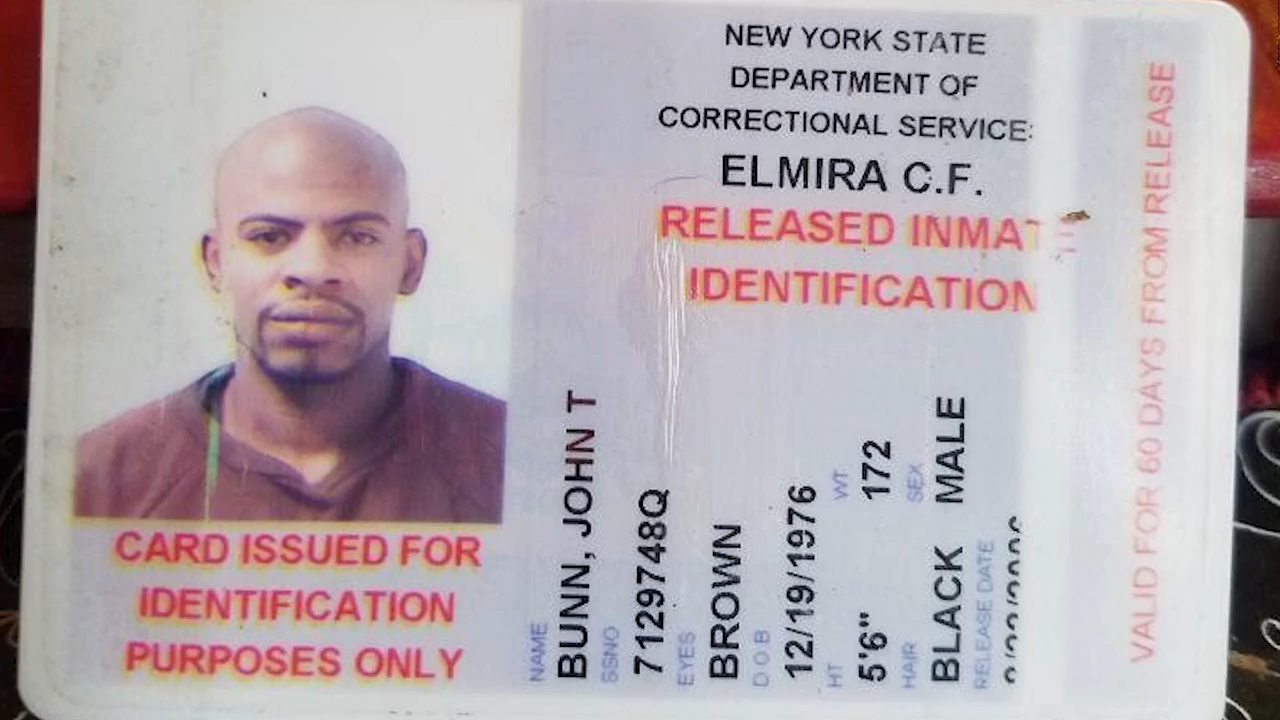 NEW YORK STATE
DEPARTMENT OF
CORRECTIONAL SERVICE
ELMIRA C.F.
RELEASED INMAT
IDENTIFICATION
CARD ISSUED FOR
IDENTIFICATION
PURPOSES ONLY
NAME
BUNN, JOHN T
SSNO
7129748Q
EYES
BROWN
D O B
12/19/1976
HT WT
5'6" 172
HAIR SEX
BLACK MALE
RELEASE DATE
VALID FOR 60 DAYS FROM RELEASE